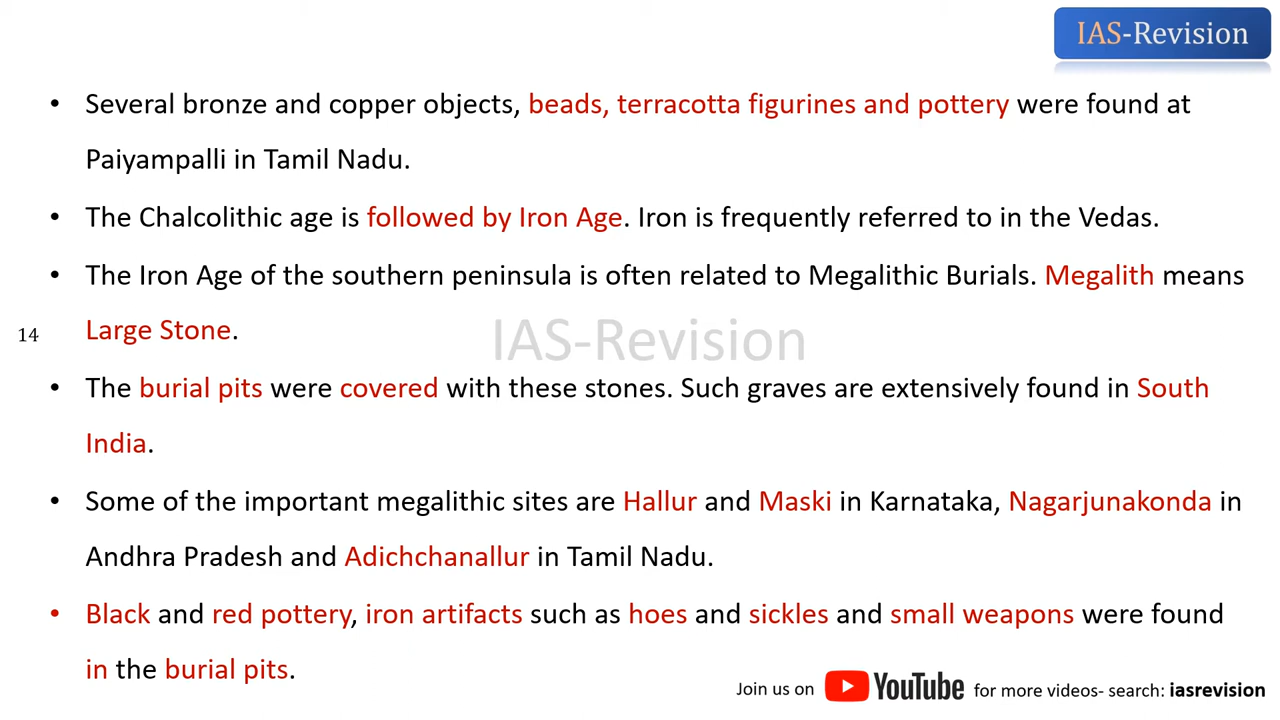 IAS-Revision
• Several bronze and copper objects, beads, terracotta figurines and pottery were found at
Paiyampalli in Tamil Nadu.
• The Chalcolithic age is followed by Iron Age. Iron is frequently referred to in the Vedas.
• The Iron Age of the southern peninsula is often related to Megalithic Burials. Megalith means
Large Stone.
14
IAS-Revision
• The burial pits were covered with these stones. Such graves are extensively found in South
India.
• Some of the important megalithic sites are Hallur and Maski in Karnataka, Nagarjunakonda in
Andhra Pradesh and Adichchanallur in Tamil Nadu.
• Black and red pottery, iron artifacts such as hoes and sickles and small weapons were found
in the burial pits.
Join us on YouTube for more videos- search: iasrevision